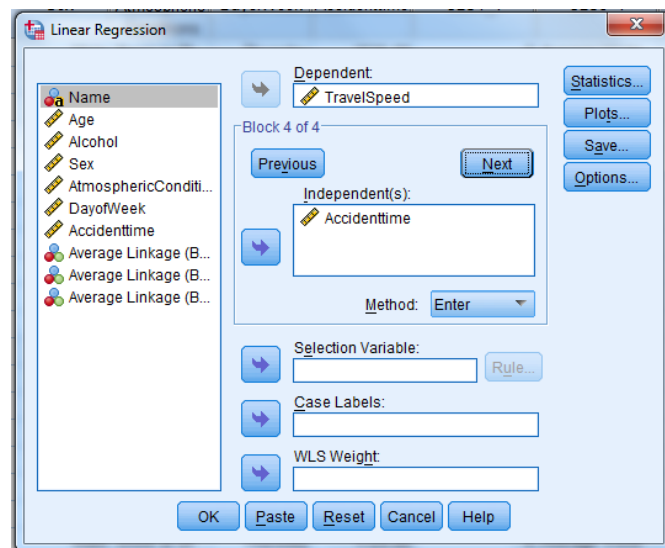 Linear Regression
Name
Age
Alcohol
Sex
AtmosphericConditi...
DayofWeek
Accidenttime
Average Linkage (B...
Average Linkage (B...
Average Linkage (B...
Dependent:
TravelSpeed
Block 4 of 4
Previous
Next
Independent(s):
Accidenttime
Method:
Enter
Selection Variable:
Rule...
Case Labels:
WLS Weight:
Statistics...
Plots...
Save...
Options...
OK
Paste
Reset
Cancel
Help